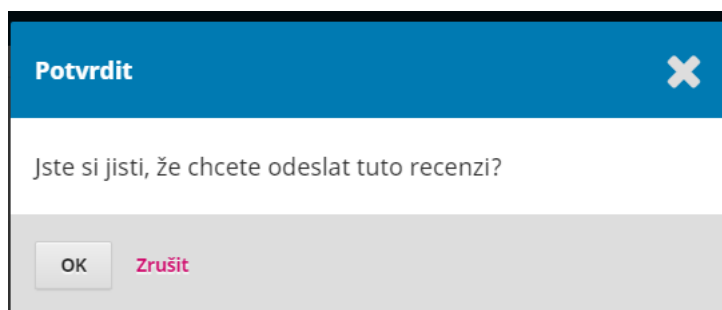 Potvrdit
Jste si jisti, že chcete odeslat tuto recenzi?
OK Zrušit